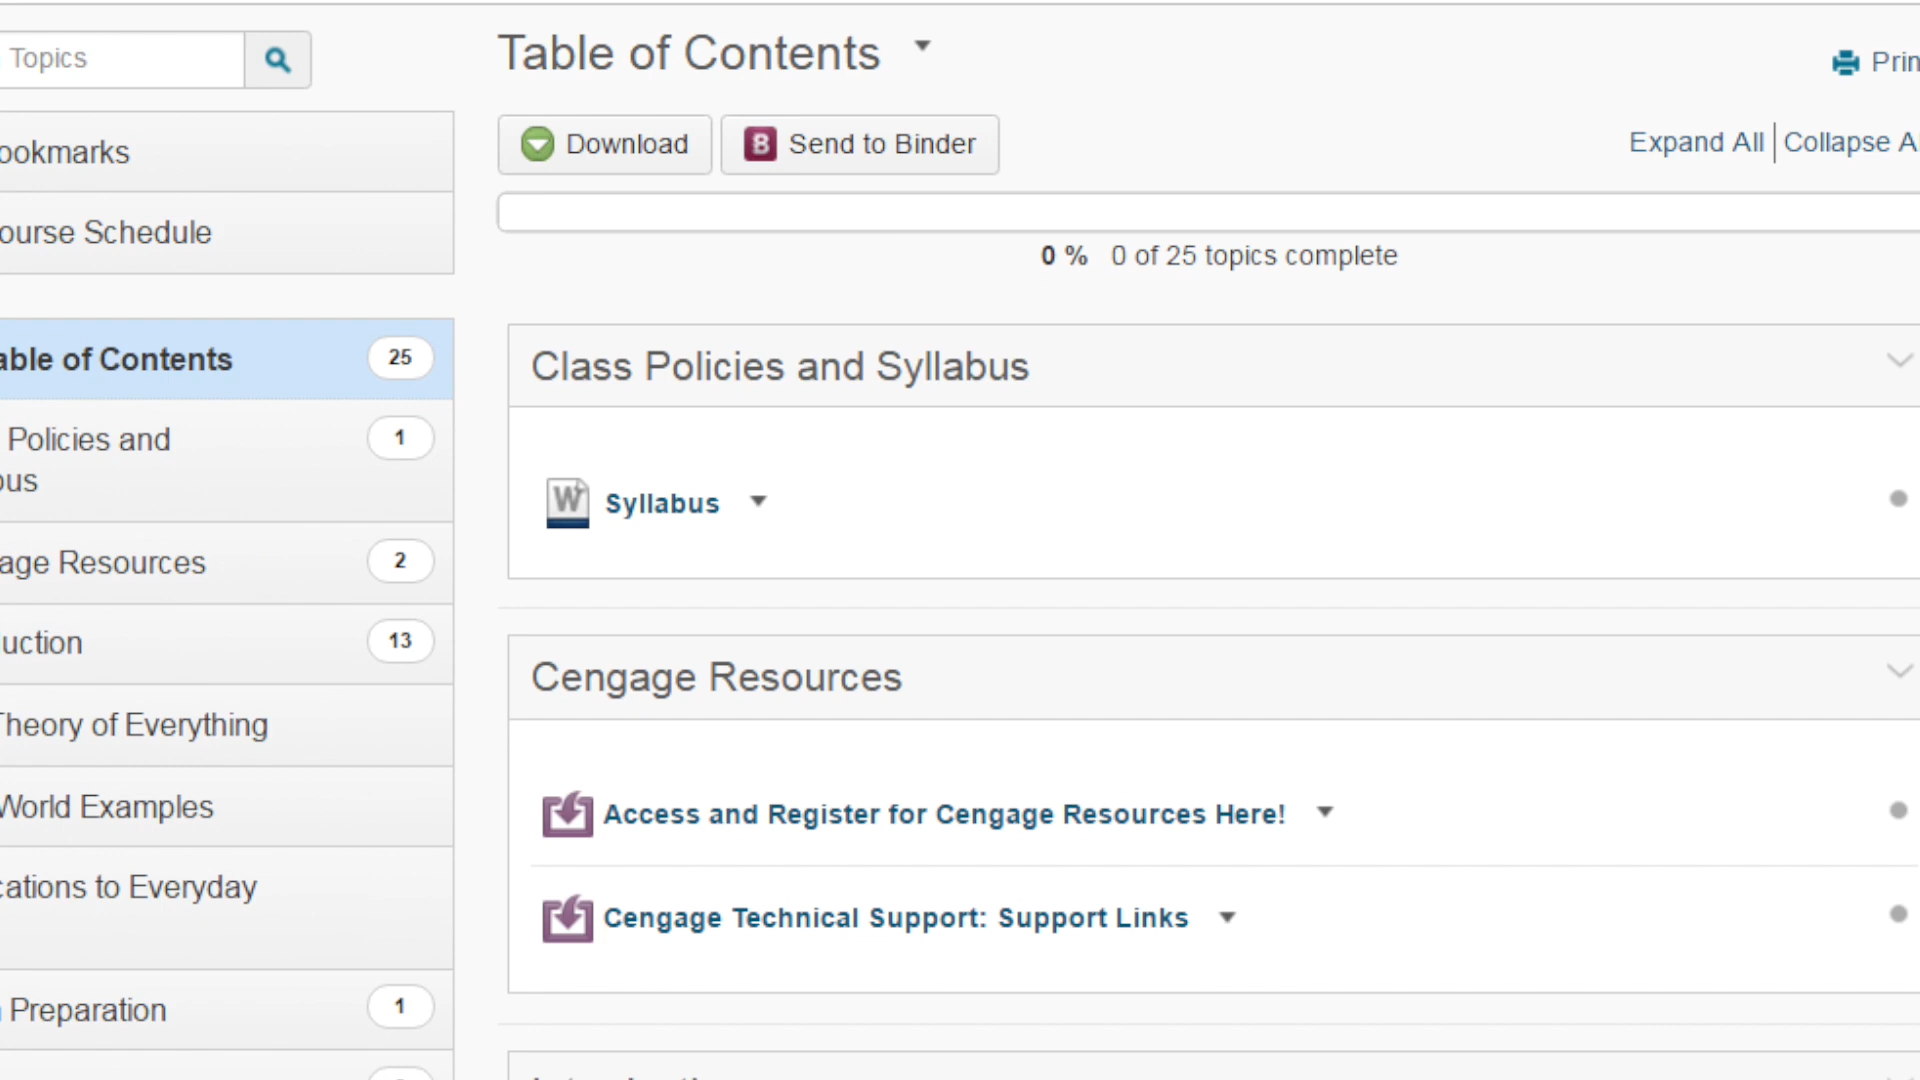 Topics
Table of Contents
Print
Download
B Send to Binder
Expand All
Collapse Al
ookmarks
ourse Schedule
0 % 0 of 25 topics complete
able of Contents 25
Policies and
ous 1
age Resources 2
uction 13
Theory of Everything
World Examples
cations to Everyday
Preparation 1
Class Policies and Syllabus
W Syllabus
Cengage Resources
Access and Register for Cengage Resources Here!
Cengage Technical Support: Support Links